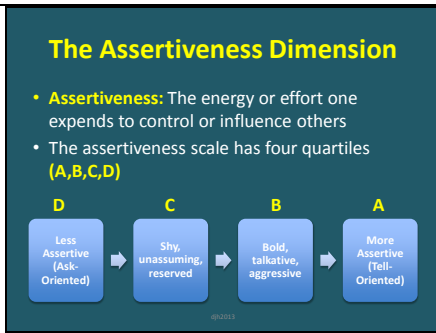 The Assertiveness Dimension
• Assertiveness: The energy or effort one
expends to control or influence others
• The assertiveness scale has four quartiles
(A,B,C,D)
D C B A
Less
Assertive
(Ask-
Oriented)
Shy,
unassuming,
reserved
Bold,
talkative,
aggressive
More
Assertive
(Tell-
Oriented)
djh2013